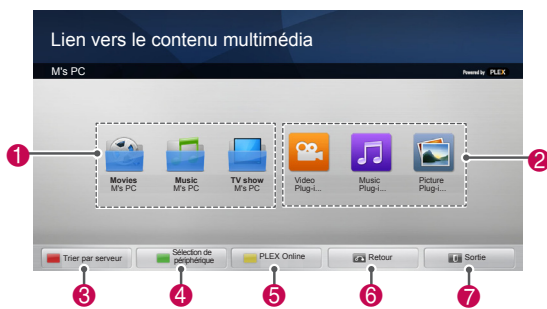 Lien vers le contenu multimédia
M's PC
Powered by PLEX
1
2
Movies
M's PC
Music
M's PC
TV show
M's PC
Video
Plug-i...
Music
Plug-i...
Picture
Plug-i...
Trier par serveur
Sélection de
périphérique
PLEX Online
Retour
Sortie
3
4
5
6
7